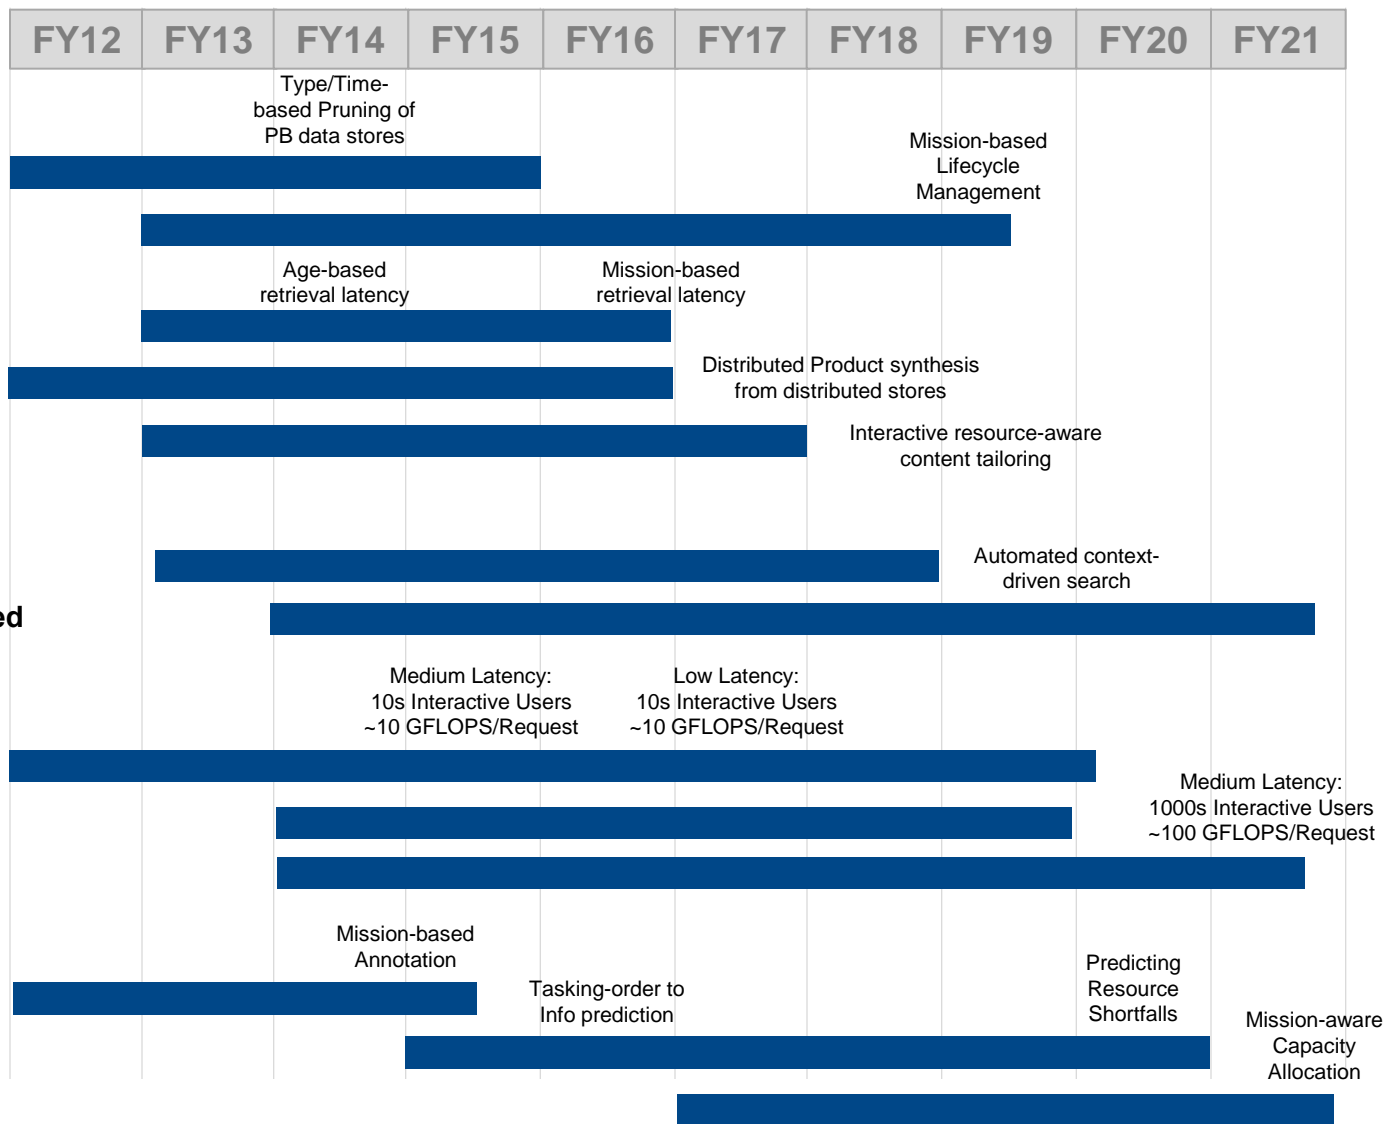 FY12 FY13 FY14 FY15 FY16 FY17 FY18 FY19 FY20 FY21
Type/Time-
based Pruning of
PB data stores
Mission-based
Lifecycle
Management
Age-based
retrieval latency
Mission-based
retrieval latency
Distributed Product synthesis
from distributed stores
Interactive resource-aware
content tailoring
Automated context-
driven search
ed
Medium Latency:
10s Interactive Users
~10 GFLOPS/Request
Low Latency:
10s Interactive Users
~10 GFLOPS/Request
Medium Latency:
1000s Interactive Users
~100 GFLOPS/Request
Mission-based
Annotation
Tasking-order to
Info prediction
Predicting
Resource
Shortfalls
Mission-aware
Capacity
Allocation